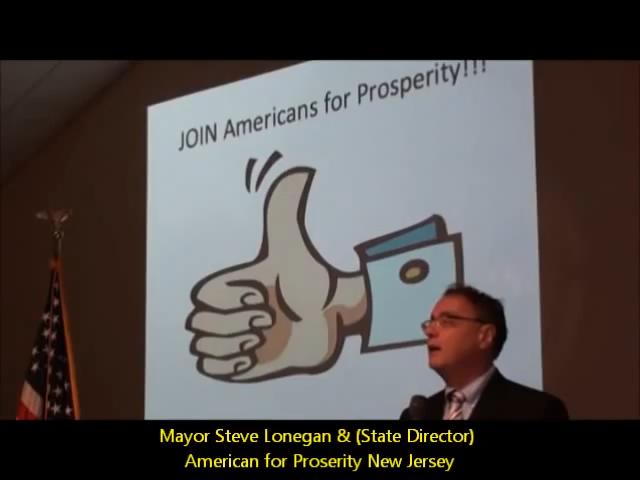 JOIN Americans for Prosperity!!!
Mayor Steve Lonegan & (State Director)
American for Proserity New Jersey